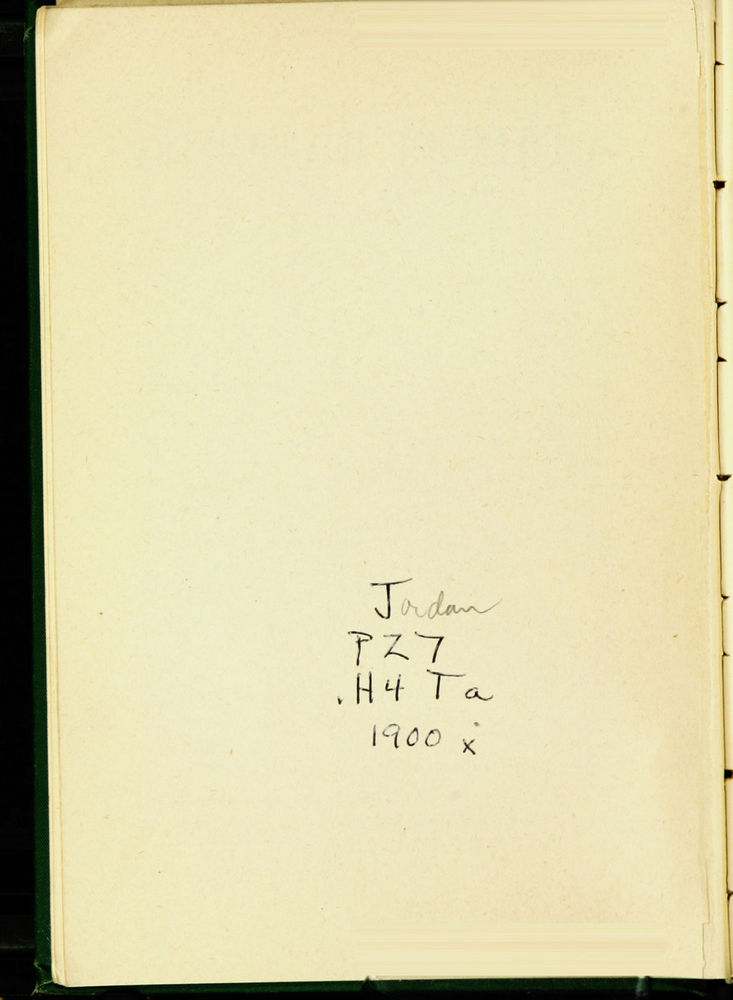 Jordan
PZ7
.H4 Ta
1900 x